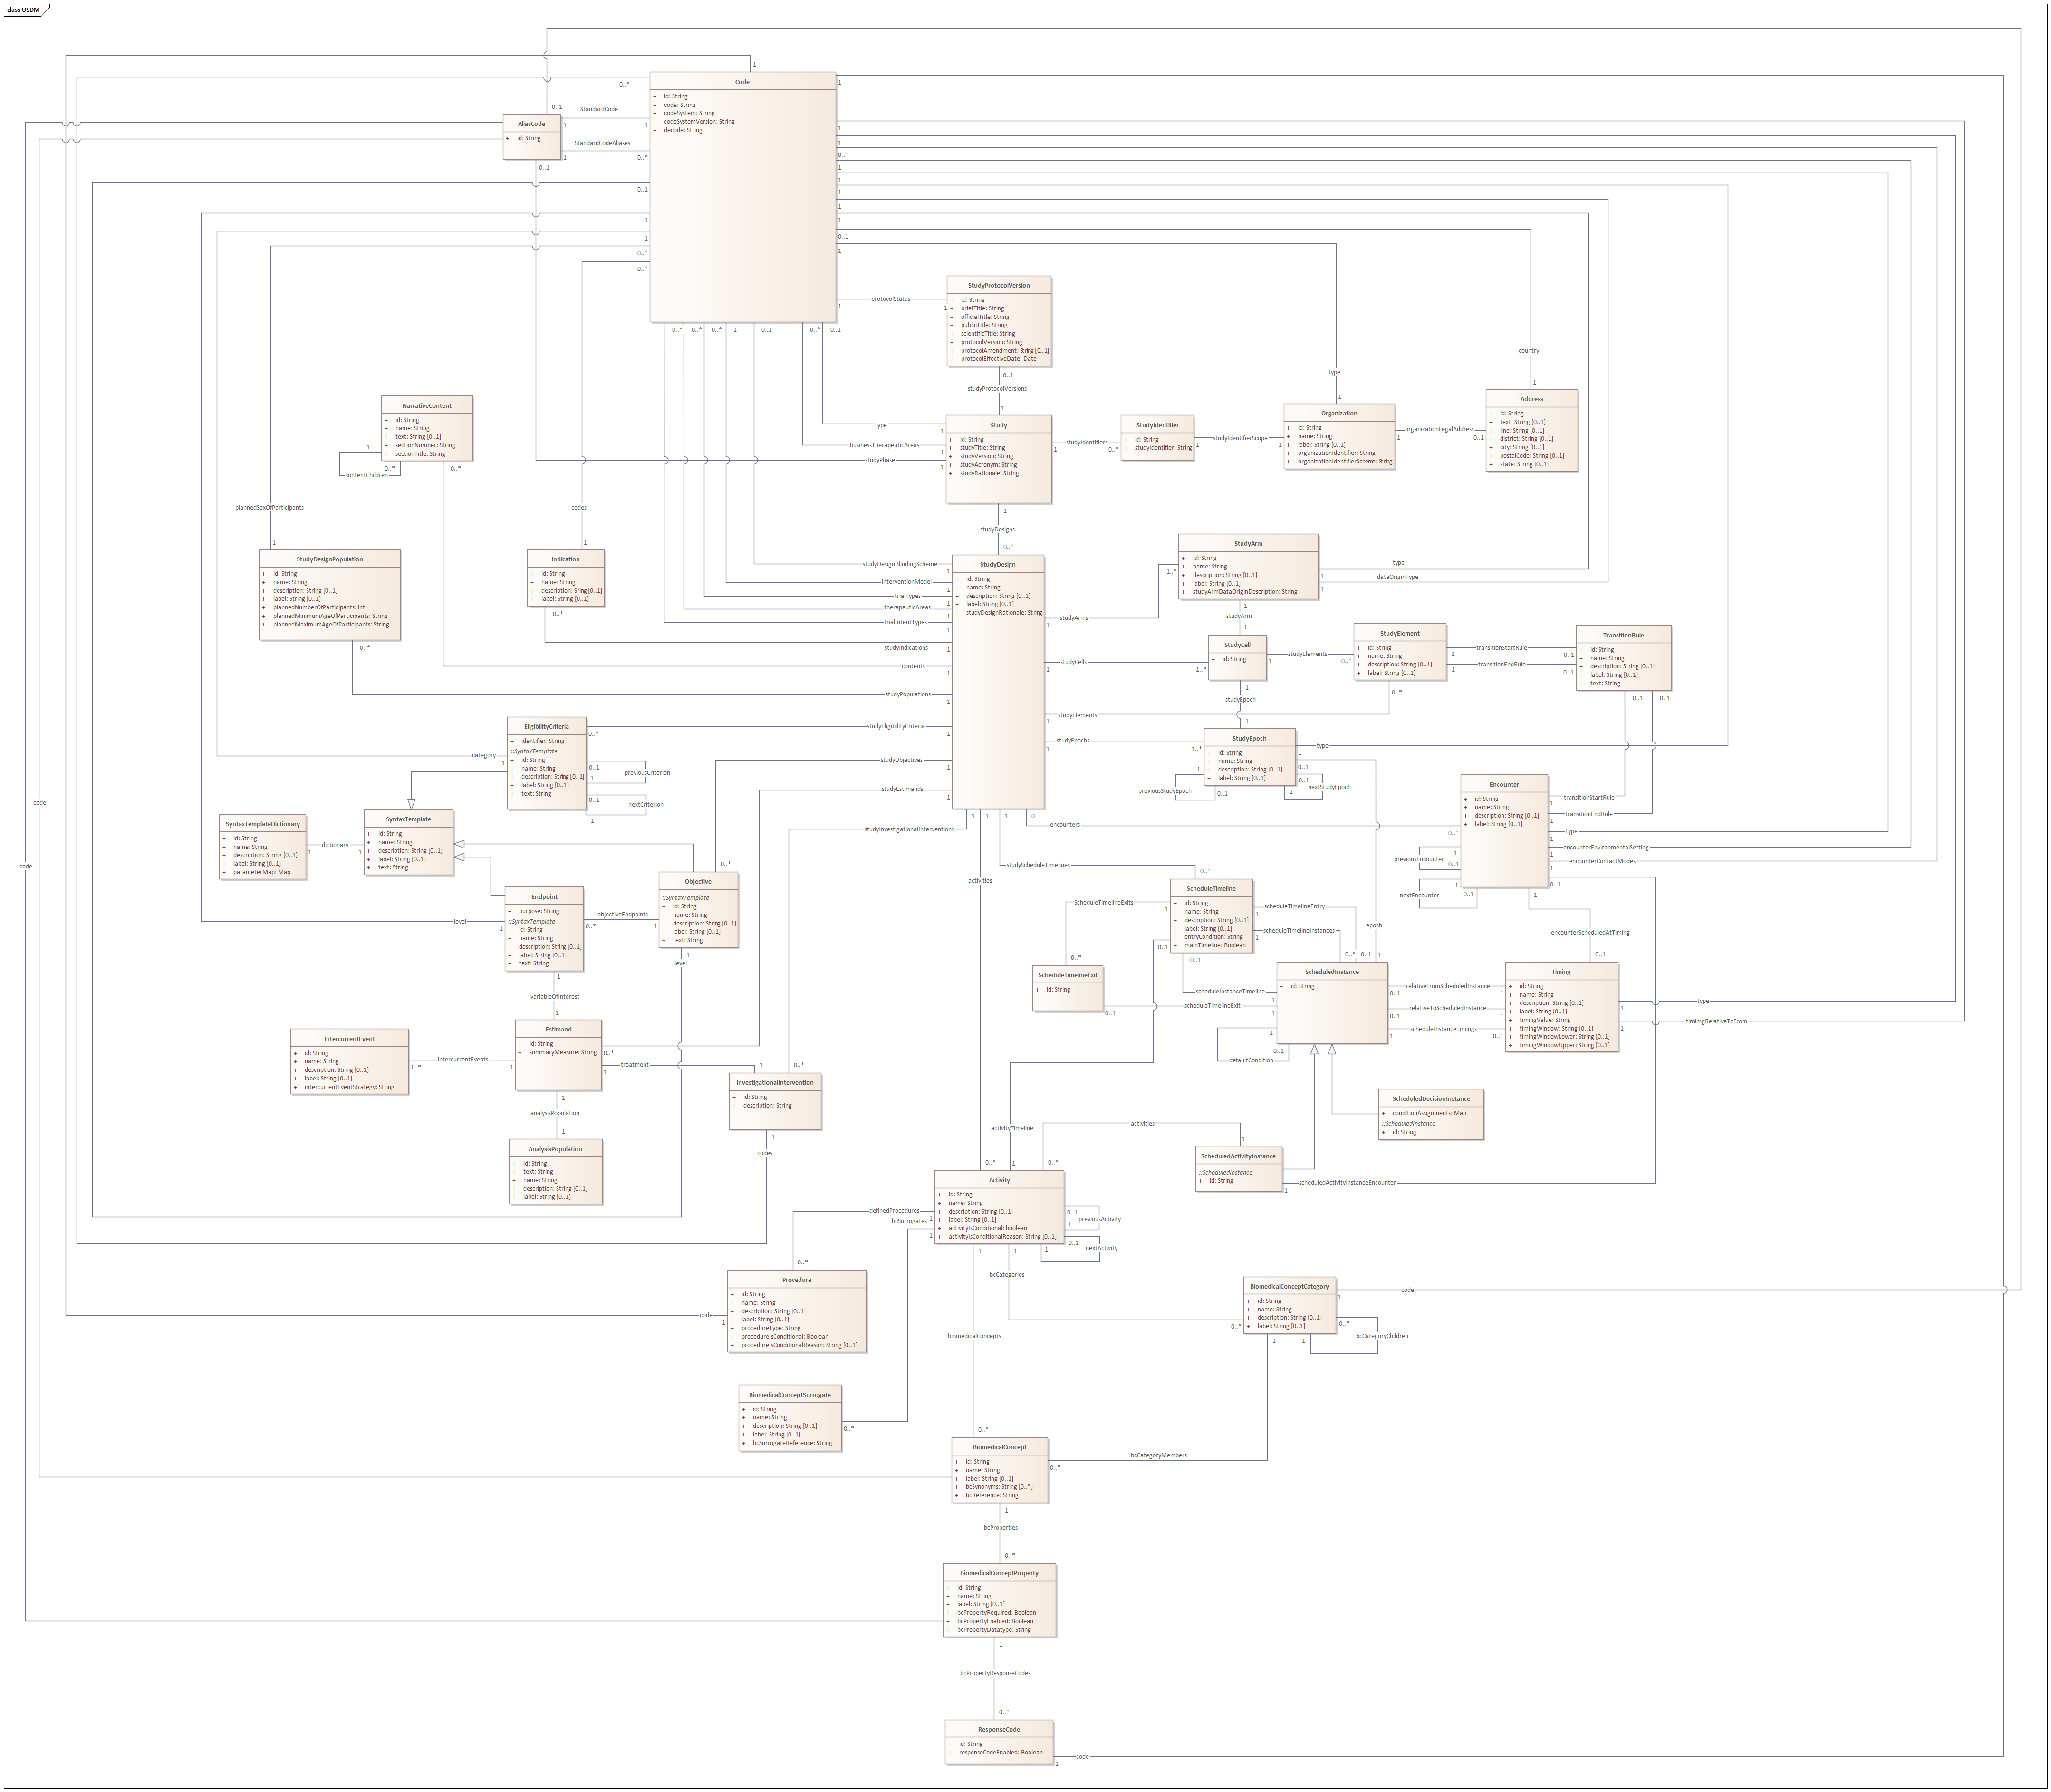 class USDM
Code
+ id: String
+ code: String
+ codeSystem: String
+ codeSystemVersion: String
+ decode: String
AliasCode
+ id: String
StandardCode
StandardCodeAliases
1
0..*
0..1
StudyProtocolVersion
+ id: String
+ briefTitle: String
+ officialTitle: String
+ publicTitle: String
+ scientificTitle: String
+ protocolVersion: String
+ protocolAmendment: String [0..1]
+ protocolEffectiveDate: Date
protocolStatus
studyProtocolVersions
Study
+ id: String
+ studyTitle: String
+ studyVersion: String
+ studyAcronym: String
+ studyRationale: String
type
businessTherapeuticAreas
studyPhase
studyIdentifiers
StudyIdentifier
+ id: String
+ studyIdentifier: String
studyIdentifierScope
Organization
+ id: String
+ name: String
+ label: String [0..1]
+ organizationIdentifier: String
+ organizationIdentifierScheme: String
type
organizationLegalAddress
country
Address
+ id: String
+ text: String [0..1]
+ line: String [0..1]
+ district: String [0..1]
+ city: String [0..1]
+ postalCode: String [0..1]
+ state: String [0..1]
NarrativeContent
+ id: String
+ name: String
+ text: String [0..1]
+ sectionNumber: String
+ sectionTitle: String
contentChildren
plannedSexOfParticipants
codes
StudyDesignPopulation
+ id: String
+ name: String
+ description: String [0..1]
+ label: String [0..1]
+ plannedNumberOfParticipants: int
+ plannedMinimumAgeOfParticipants: String
+ plannedMaximumAgeOfParticipants: String
Indication
+ id: String
+ name: String
+ description: String [0..1]
+ label: String [0..1]
studyDesigns
StudyDesign
+ id: String
+ name: String
+ description: String [0..1]
+ label: String [0..1]
+ studyDesignRationale: String
studyDesignBlindingScheme
interventionModel
trialTypes
therapeuticAreas
trialIntentTypes
studyIndications
contents
studyPopulations
studyEligibilityCriteria
studyObjectives
studyEstimands
studyInvestigationalInterventions
StudyArm
+ id: String
+ name: String
+ description: String [0..1]
+ label: String [0..1]
+ studyArmDataOriginDescription: String
type
dataOriginType
studyArms
1..*
studyArm
StudyCell
+ id: String
studyCells
studyElements
StudyElement
+ id: String
+ name: String
+ description: String [0..1]
+ label: String [0..1]
transitionStartRule
transitionEndRule
TransitionRule
+ id: String
+ name: String
+ description: String [0..1]
+ label: String [0..1]
+ text: String
studyEpoch
studyElements
studyEpochs
StudyEpoch
+ id: String
+ name: String
+ description: String [0..1]
+ label: String [0..1]
type
previousStudyEpoch
nextStudyEpoch
EligibilityCriteria
+ identifier: String
::SyntaxTemplate
+ id: String
+ name: String
+ description: String [0..1]
+ label: String [0..1]
+ text: String
category
previousCriterion
nextCriterion
SyntaxTemplateDictionary
+ id: String
+ name: String
+ description: String [0..1]
+ label: String [0..1]
+ parameterMap: Map
dictionary
SyntaxTemplate
+ id: String
+ name: String
+ description: String [0..1]
+ label: String [0..1]
+ text: String
Encounter
+ id: String
+ name: String
+ description: String [0..1]
+ label: String [0..1]
encounters
0
transitionStartRule
transitionEndRule
type
encounterEnvironmentalSetting
encounterContactModes
previousEncounter
nextEncounter
encounterScheduledAtTiming
Endpoint
+ purpose: String
::SyntaxTemplate
+ id: String
+ name: String
+ description: String [0..1]
+ label: String [0..1]
+ text: String
level
objectiveEndpoints
Objective
::SyntaxTemplate
+ id: String
+ name: String
+ description: String [0..1]
+ label: String [0..1]
+ text: String
level
activities
studyScheduleTimelines
ScheduleTimeline
+ id: String
+ name: String
+ description: String [0..1]
+ label: String [0..1]
+ entryCondition: String
+ mainTimeline: Boolean
ScheduleTimelineExits
scheduleTimelineEntry
scheduleTimelineInstances
epoch
ScheduleTimelineExit
+ id: String
scheduleInstanceTimeline
scheduleTimelineExit
ScheduledInstance
+ id: String
relativeFromScheduledInstance
relativeToScheduledInstance
scheduleInstanceTimings
defaultCondition
Timing
+ id: String
+ name: String
+ description: String [0..1]
+ label: String [0..1]
+ timingValue: String
+ timingWindow: String [0..1]
+ timingWindowLower: String [0..1]
+ timingWindowUpper: String [0..1]
type
timimgRelativeToFrom
variableOfInterest
Estimand
+ id: String
+ summaryMeasure: String
IntercurrentEvent
+ id: String
+ name: String
+ description: String [0..1]
+ label: String [0..1]
+ intercurrentEventStrategy: String
intercurrentEvents
treatment
InvestigationalIntervention
+ id: String
+ description: String
codes
analysisPopulation
AnalysisPopulation
+ id: String
+ text: String
+ name: String
+ description: String [0..1]
+ label: String [0..1]
ScheduledDecisionInstance
+ conditionAssignments: Map
::ScheduledInstance
+ id: String
activityTimeline
activities
ScheduledActivityInstance
::ScheduledInstance
+ id: String
scheduledActivityInstanceEncounter
Activity
+ id: String
+ name: String
+ description: String [0..1]
+ label: String [0..1]
+ activityIsConditional: boolean
+ activityIsConditionalReason: String [0..1]
definedProcedures
bcSurrogates
previousActivity
nextActivity
bcCategories
Procedure
+ id: String
+ name: String
+ description: String [0..1]
+ label: String [0..1]
+ procedureType: String
+ procedureIsConditional: Boolean
+ procedureIsConditionalReason: String [0..1]
code
BiomedicalConceptCategory
+ id: String
+ name: String
+ description: String [0..1]
+ label: String [0..1]
code
bcCategoryChildren
biomedicalConcepts
BiomedicalConceptSurrogate
+ id: String
+ name: String
+ description: String [0..1]
+ label: String [0..1]
+ bcSurrogateReference: String
BiomedicalConcept
+ id: String
+ name: String
+ label: String [0..1]
+ bcSynonyms: String [0..*]
+ bcReference: String
bcCategoryMembers
code
code
bcProperties
BiomedicalConceptProperty
+ id: String
+ name: String
+ label: String [0..1]
+ bcPropertyRequired: Boolean
+ bcPropertyEnabled: Boolean
+ bcPropertyDatatype: String
bcPropertyResponseCodes
ResponseCode
+ id: String
+ responseCodeEnabled: Boolean
code